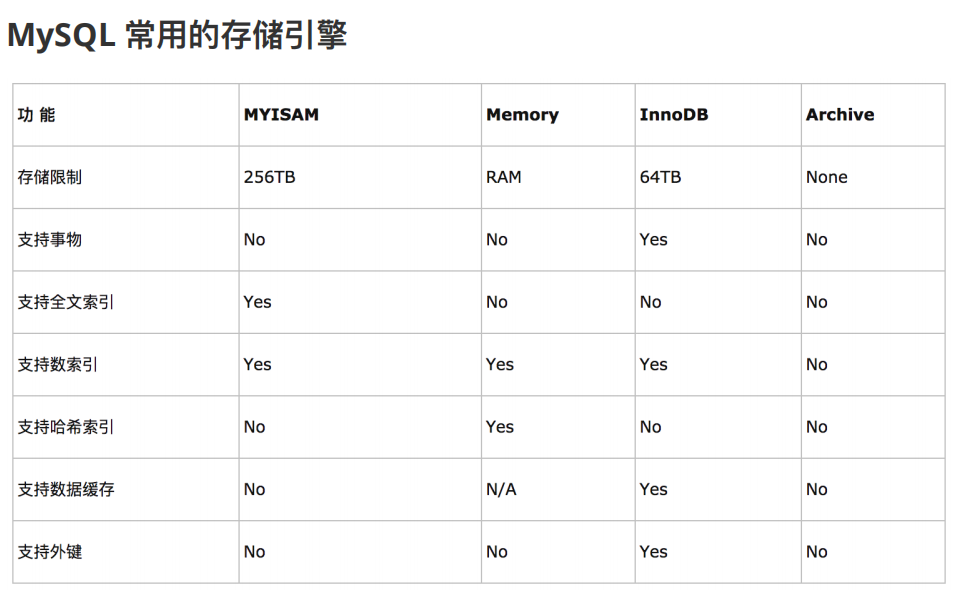 MySQL 常用的存储引擎
功 能 MYISAM Memory InnoDB Archive
存储限制 256TB RAM 64TB None
支持事物 No No Yes No
支持全文索引 Yes No No No
支持数索引 Yes Yes Yes No
支持哈希索引 No Yes No No
支持数据缓存 No N/A Yes No
支持外键 No No Yes No